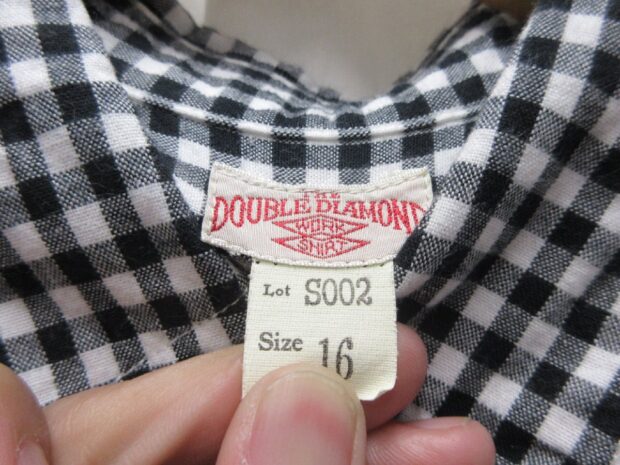 THE
DOUBLE DIAMOND
WORK
SHIRT
Lot S002
Size 16